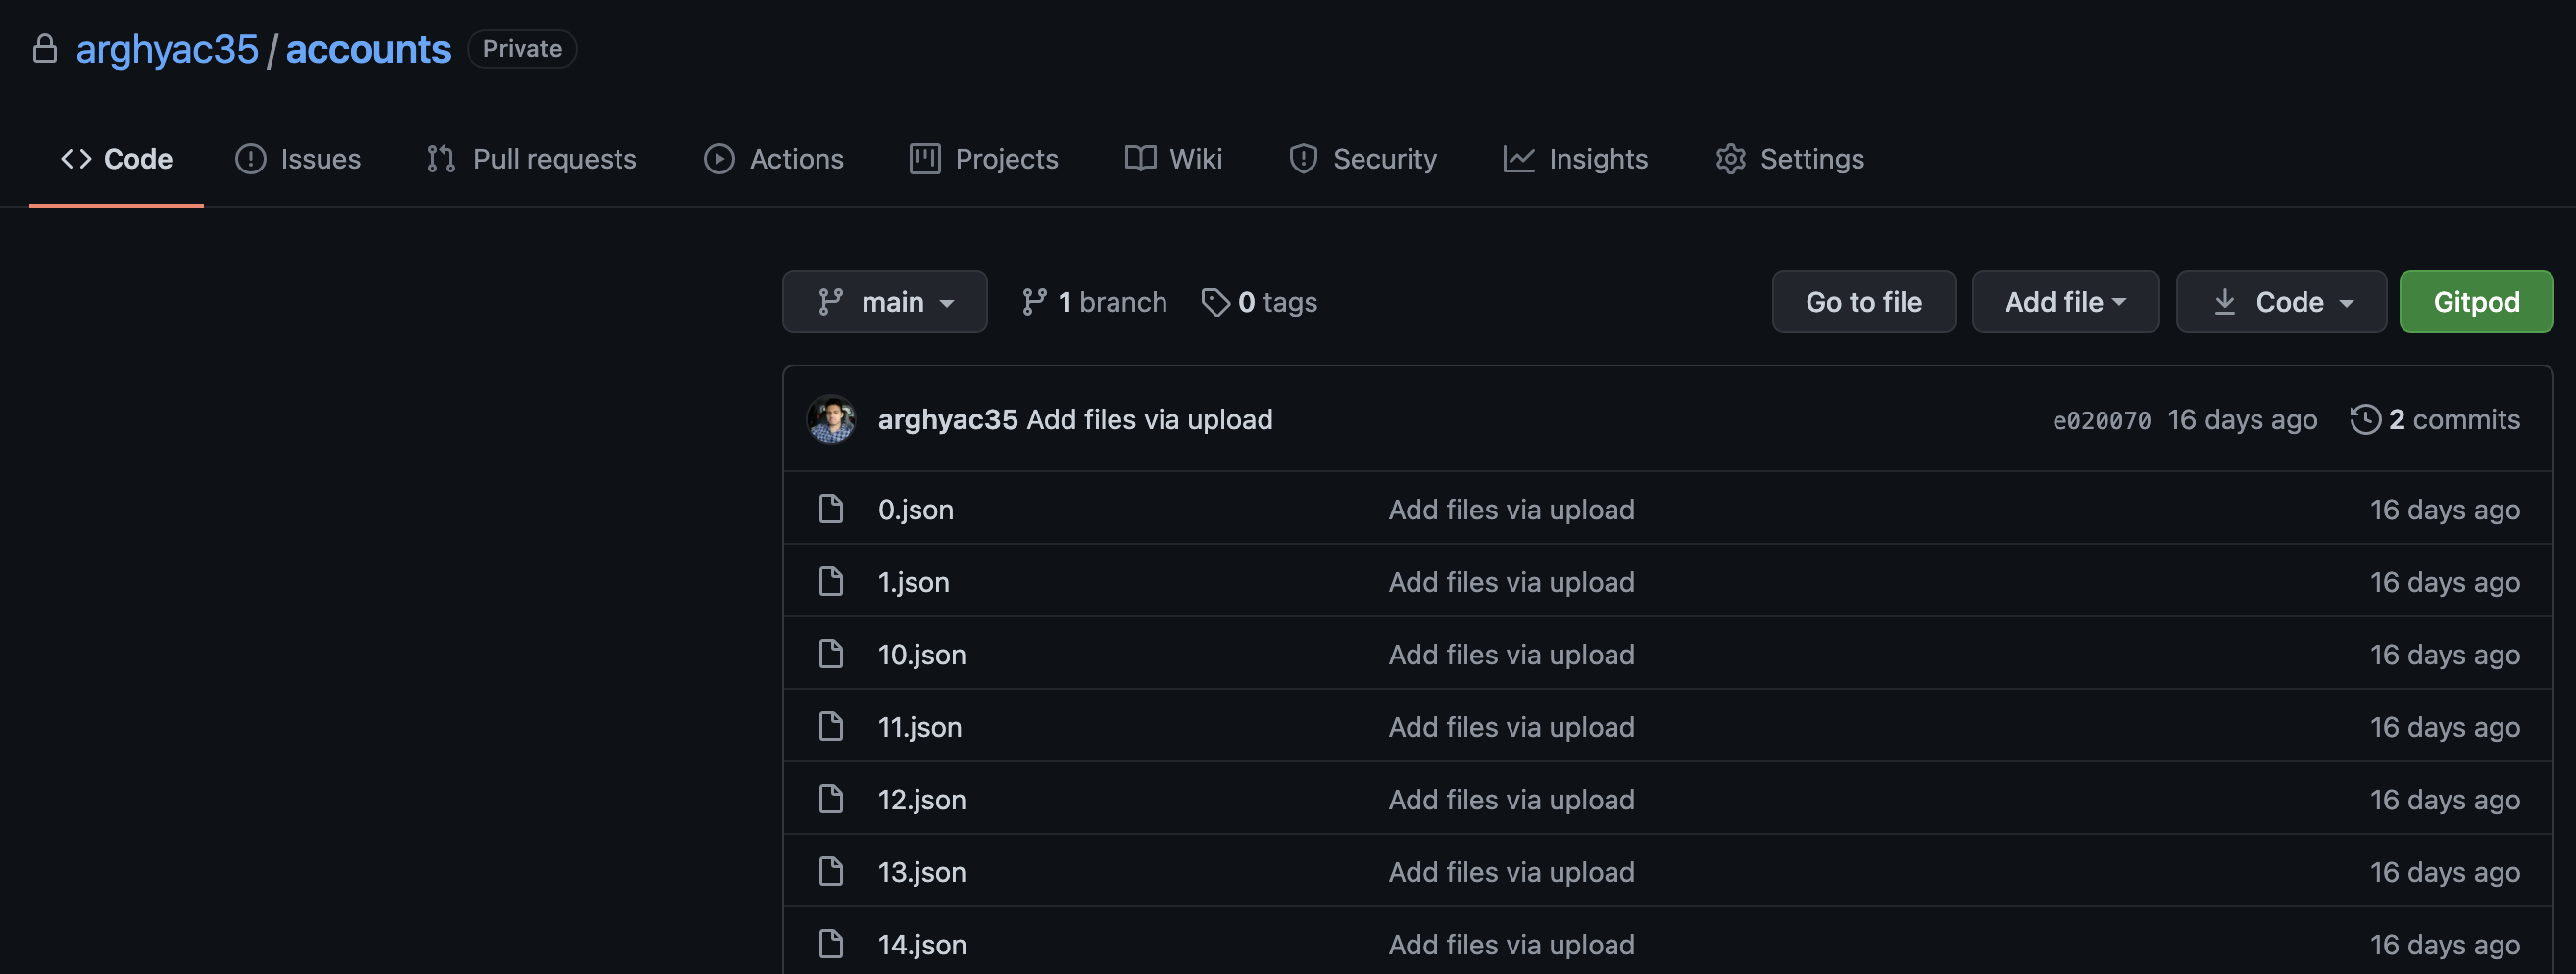 arghyac35 / accounts Private
Code Issues Pull requests Actions Projects Wiki Security Insights Settings
main 1 branch 0 tags Go to file Add file Code Gitpod
arghyac35 Add files via upload e020070 16 days ago 2 commits
0.json Add files via upload 16 days ago
1.json Add files via upload 16 days ago
10.json Add files via upload 16 days ago
11.json Add files via upload 16 days ago
12.json Add files via upload 16 days ago
13.json Add files via upload 16 days ago
14.json Add files via upload 16 days ago